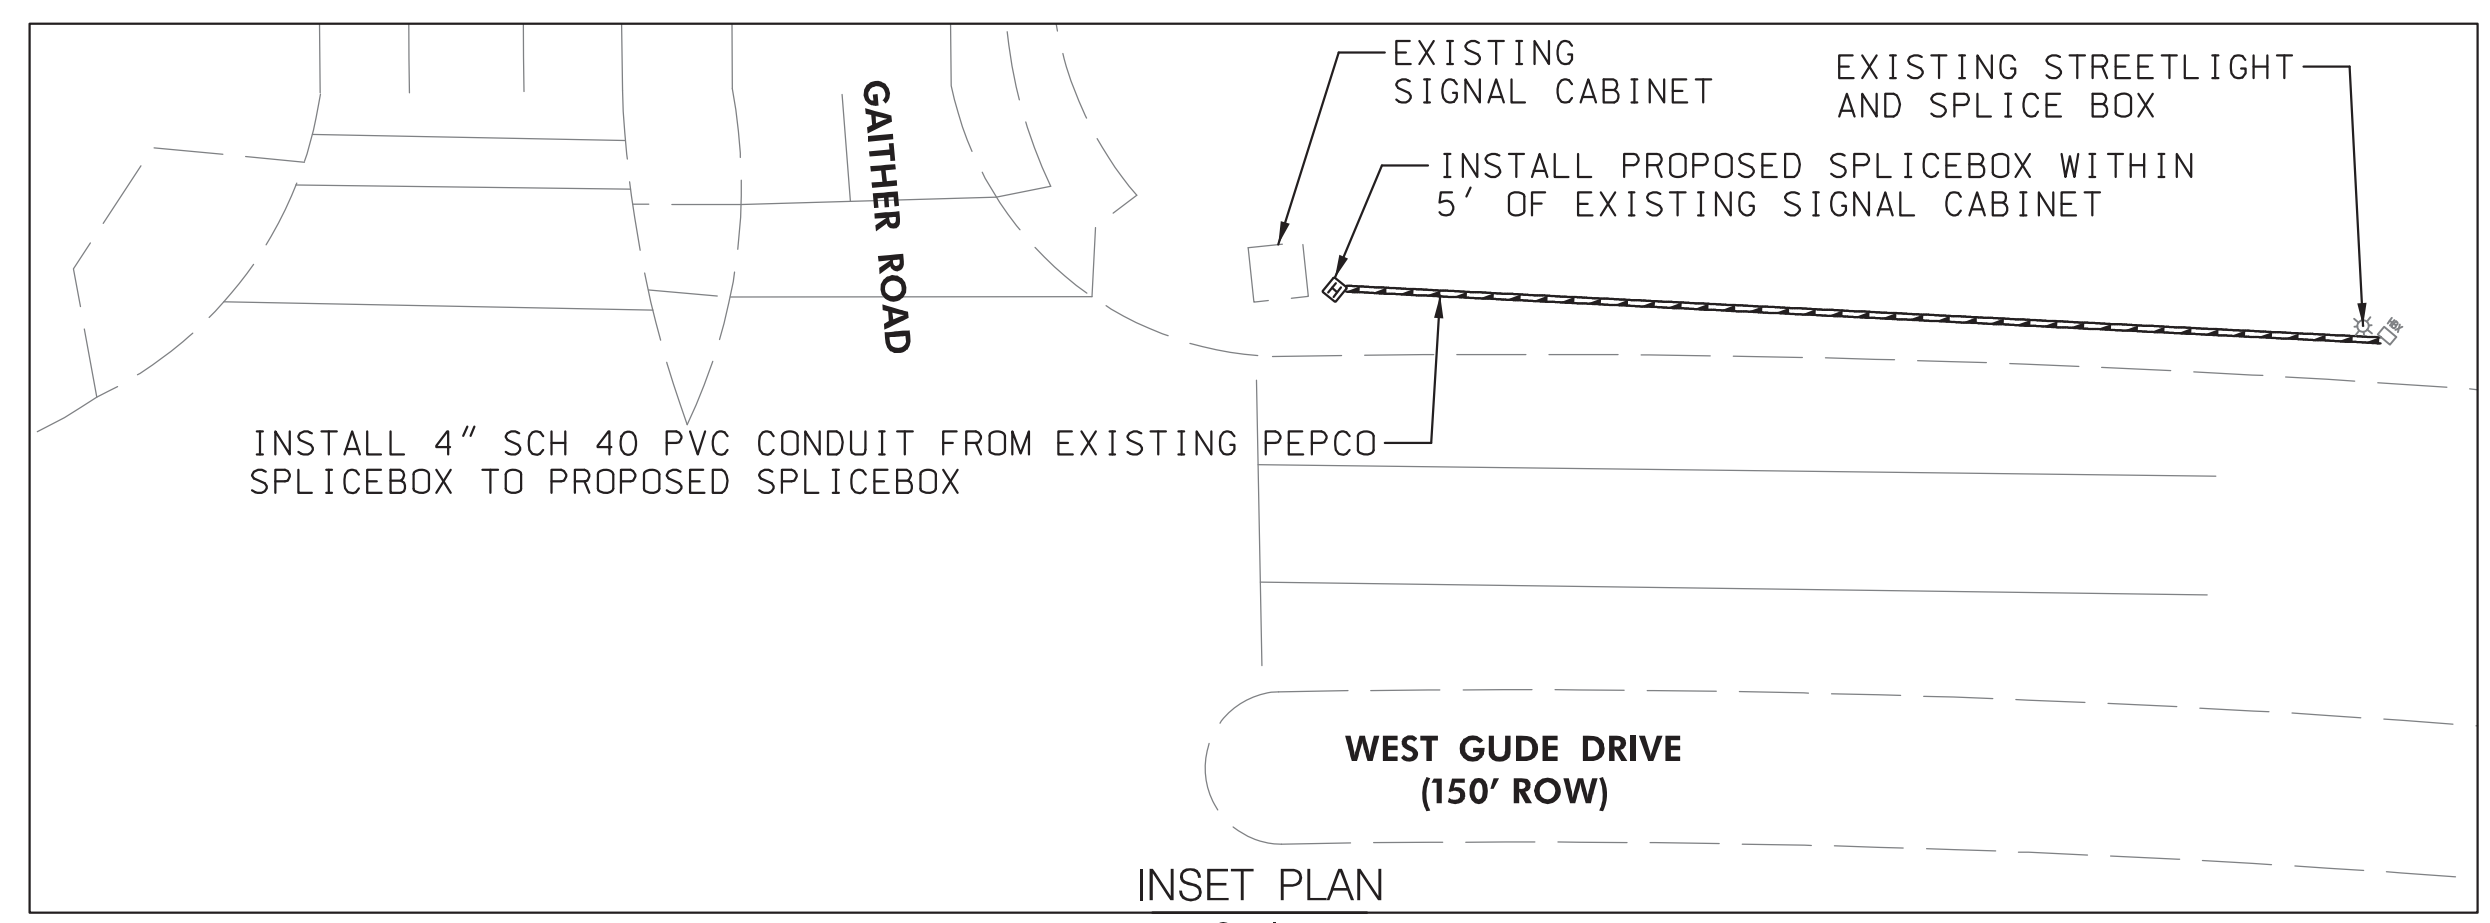 EXISTING
SIGNAL CABINET
EXISTING STREETLIGHT
AND SPLICE BOX
INSTALL PROPOSED SPLICEBOX WITHIN
5' OF EXISTING SIGNAL CABINET
GAITHER ROAD
H
HBX
INSTALL 4" SCH 40 PVC CONDUIT FROM EXISTING PEPCO
SPLICEBOX TO PROPOSED SPLICEBOX
WEST GUDE DRIVE
(150' ROW)
INSET PLAN